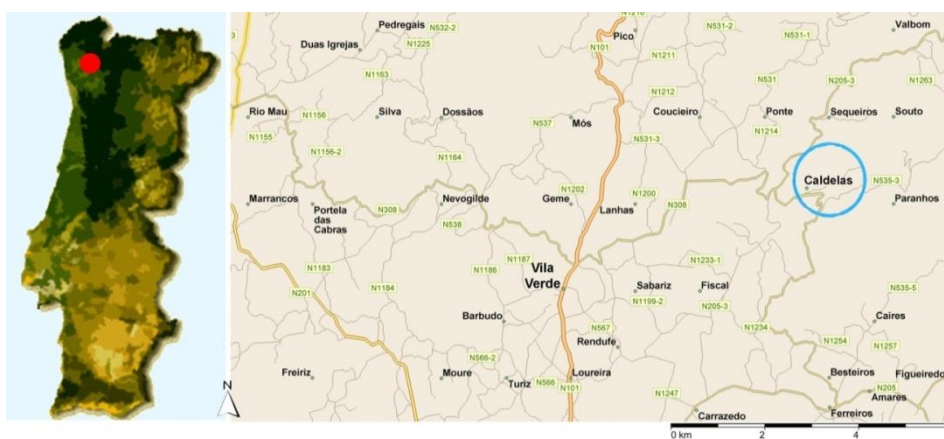 N1216
Pedregais
N532-2
N531-2
Valbom
Duas Igrejas
N1225
N101
Pico
N531-1
N1211
N1163
N531
N205-3
N1263
N1212
Rio Mau
N1156
Silva
Dossãos
N537
Mós
Coucieiro
Ponte
Sequeiros
Souto
N1155
N1156-2
N1164
N531-3
N1214
Caldelas
N535-3
Marrancos
Portela
das
Cabras
N308
Nevogilde
Geme
N1202
Lanhas
N1200
N308
Paranhos
N538
N1183
N1186
N1187
Vila
Verde
N1233-1
N201
N1184
Sabariz
Fiscal
N535-5
N1199-2
N205-3
Barbudo
Caires
N567
N1234
Rendufe
N1254
N1257
N566-2
Freiriz
Moure
Turiz
N566
Loureira
N101
Besteiros
Figueiredo
N205
Amares
N
N1247
Carrazedo
Ferreiros
0 km
2
4